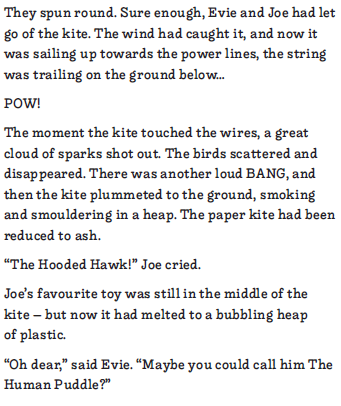 They spun round. Sure enough, Evie and Joe had let
go of the kite. The wind had caught it, and now it
was sailing up towards the power lines, the string
was trailing on the ground below…
POW!
The moment the kite touched the wires, a great
cloud of sparks shot out. The birds scattered and
disappeared. There was another loud BANG, and
then the kite plummeted to the ground, smoking
and smouldering in a heap. The paper kite had been
reduced to ash.
“The Hooded Hawk!” Joe cried.
Joe’s favourite toy was still in the middle of the
kite – but now it had melted to a bubbling heap
of plastic.
“Oh dear,” said Evie. “Maybe you could call him The
Human Puddle?”